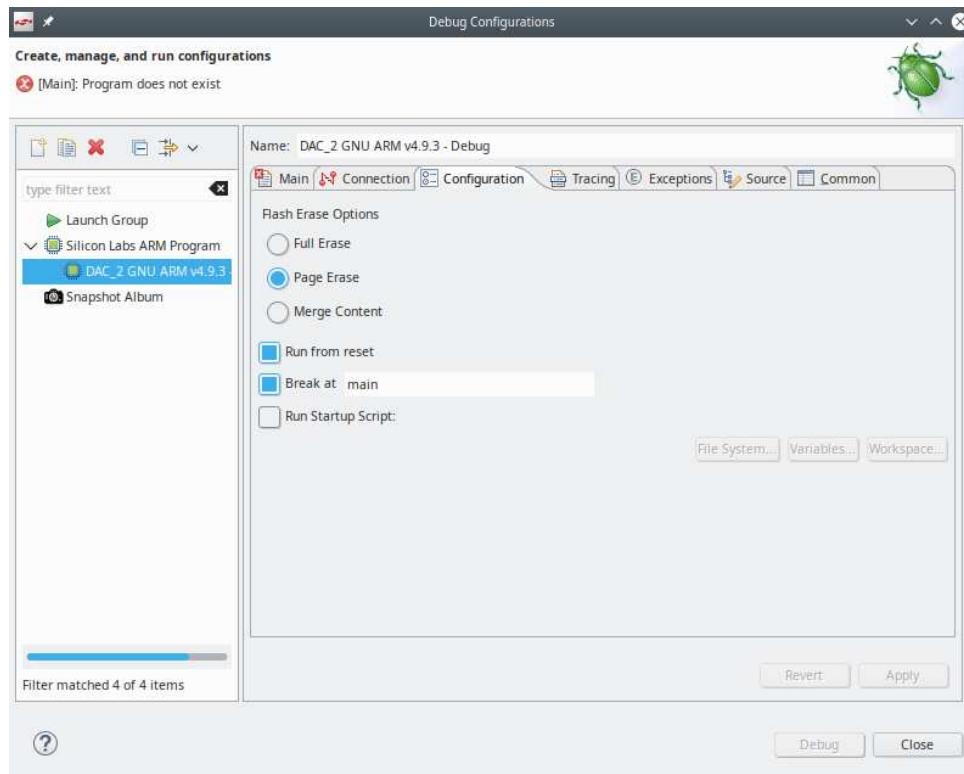 Debug Configurations
Create, manage, and run configurations
[Main]: Program does not exist
type filter text
Launch Group
Silicon Labs ARM Program
DAC_2 GNU ARM v4.9.3 -
Snapshot Album
Filter matched 4 of 4 items
Name: DAC_2 GNU ARM v4.9.3 - Debug
Main Connection Configuration Tracing Exceptions Source Common
Flash Erase Options
Full Erase
Page Erase
Merge Content
Run from reset
Break at main
Run Startup Script:
File System... Variables... Workspace...
Revert Apply
Debug Close